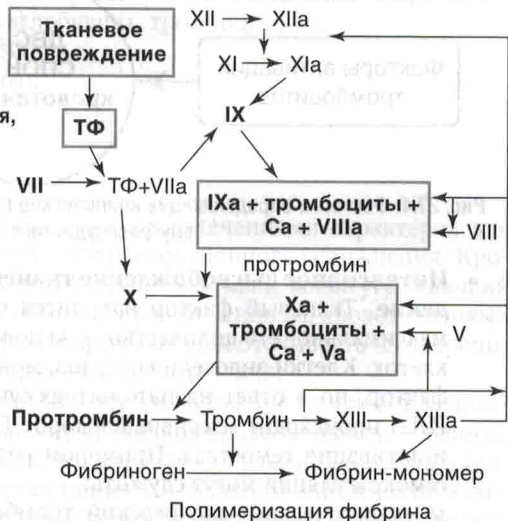 XII → XIIa
Тканевое
повреждение
XI → XIa
ТФ
IX
VII → ТФ+VIIa
IXa + тромбоциты +
Ca + VIIIa
VIII
Протромбин
X
Xa +
тромбоциты +
Ca + Va
V
Протромбин → Тромбин → XIII → XIIIa
Фибриноген → Фибрин-мономер
Полимеризация фибрина